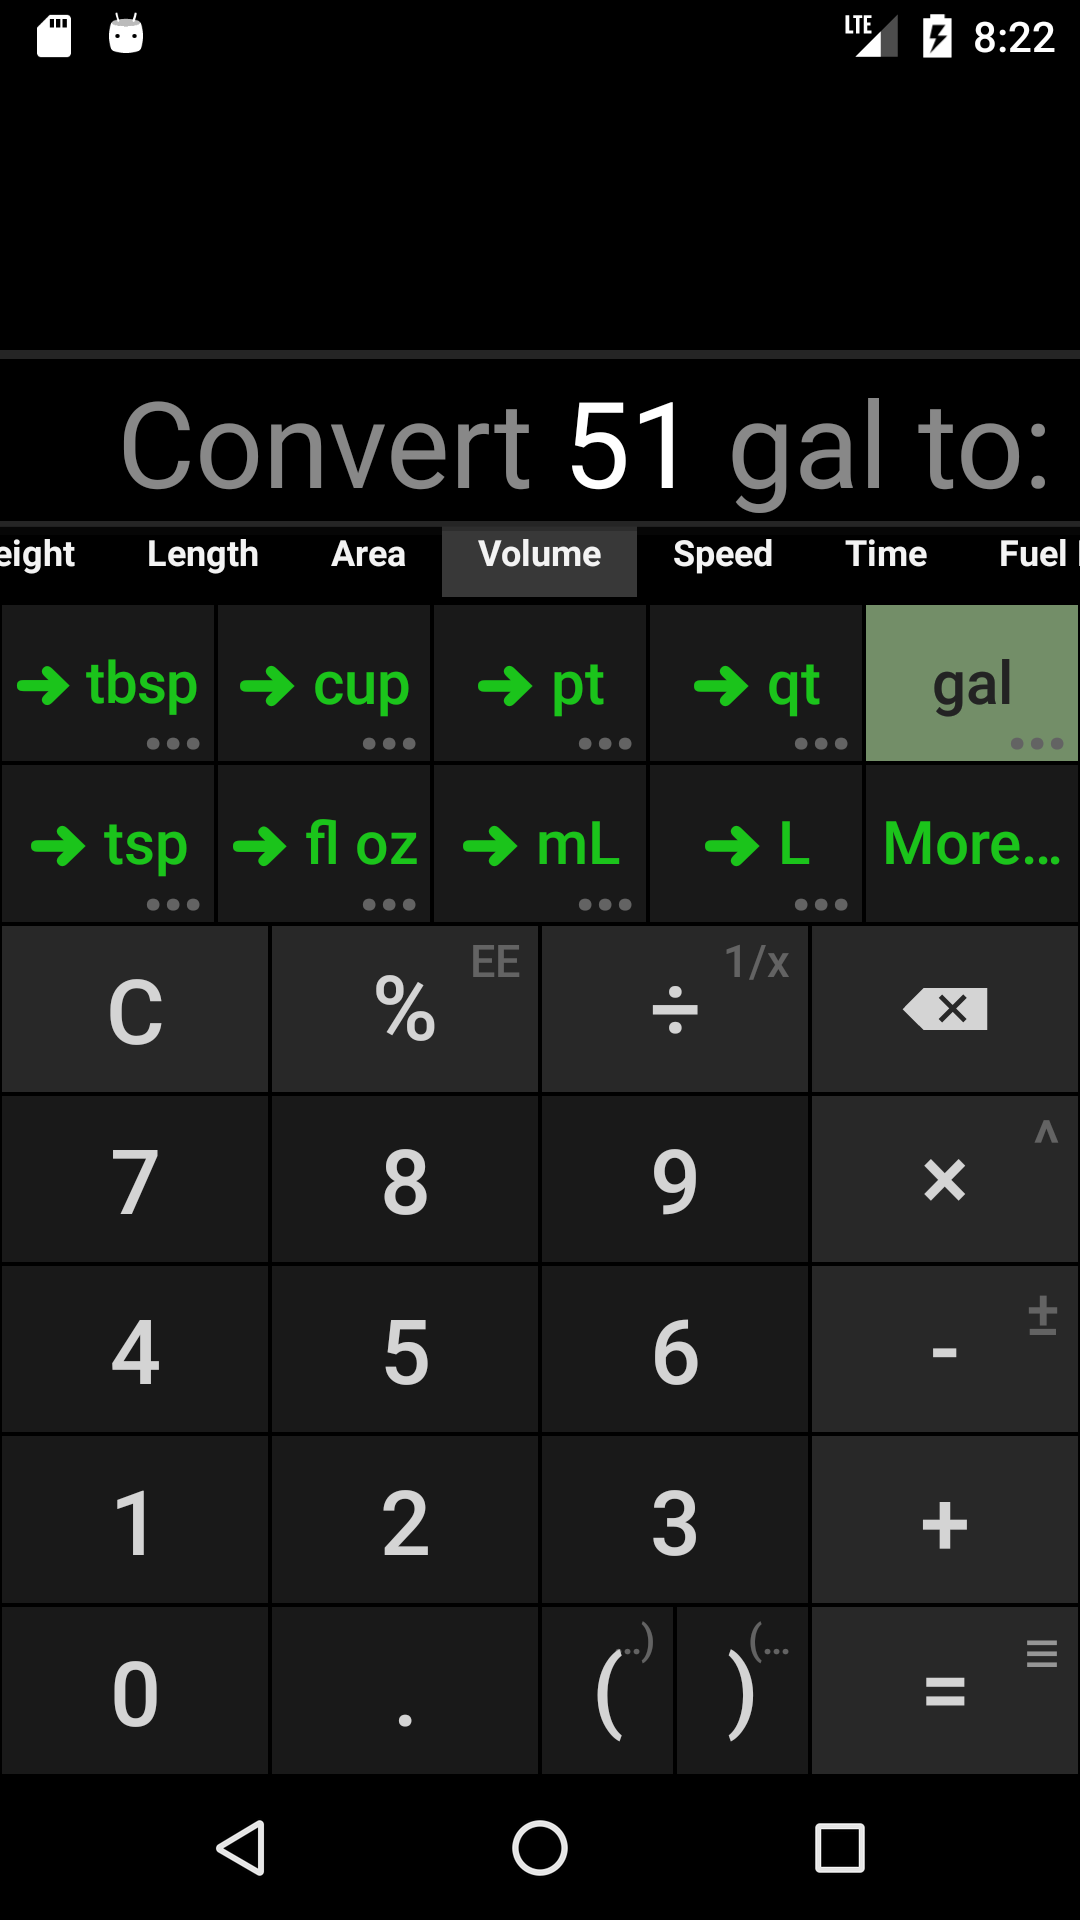 LTE 8:22
Convert 51 gal to:
eight Length Area Volume Speed Time Fuel
→ tbsp → cup → pt → qt gal
→ tsp → fl oz → mL → L More...
C % EE ÷ 1/x
7 8 9 × ^
4 5 6 - ±
1 2 3 +
0 . ( ..) ) (... =